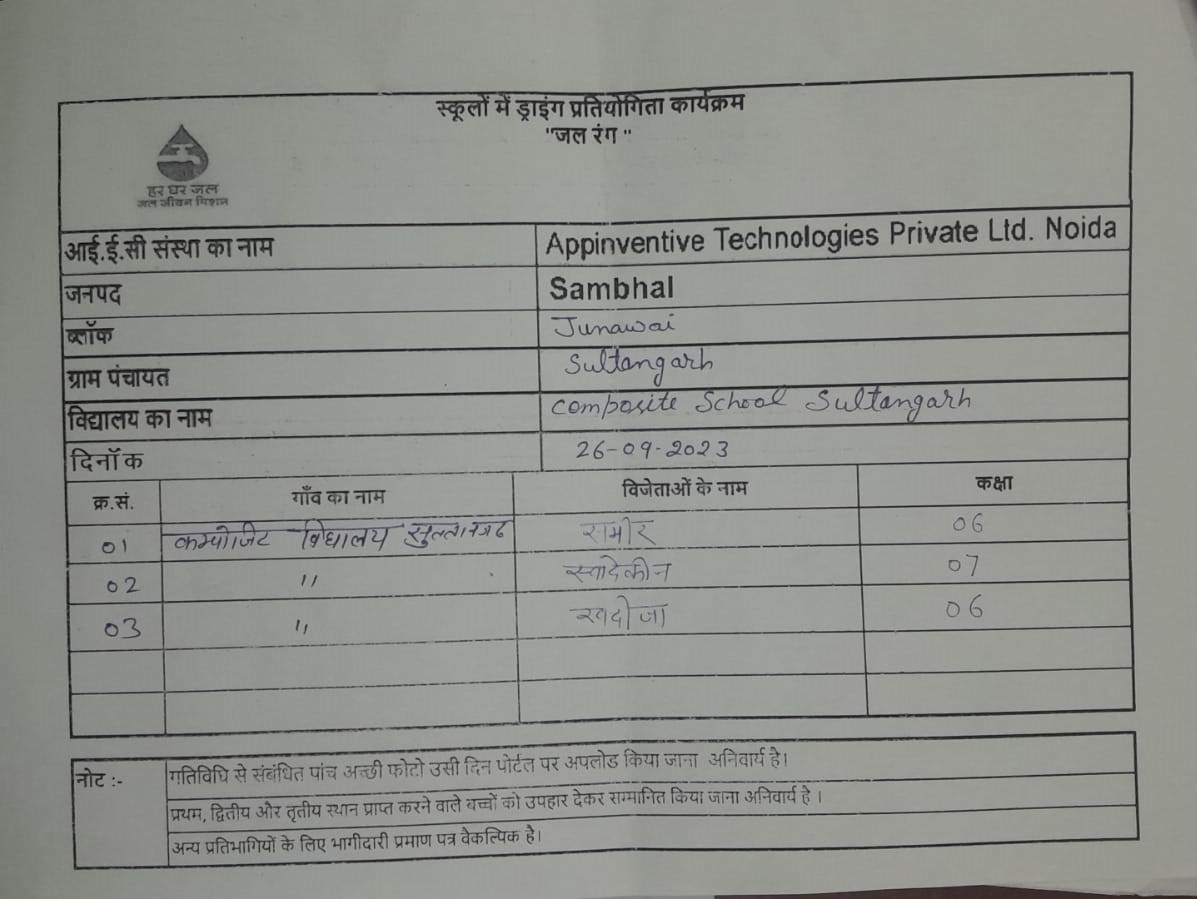 स्कूलों में ड्राइंग प्रतियोगिता कार्यक्रम
"जल रंग "
हर घर जल
जल जीवन मिशन
आई.ई.सी संस्था का नाम Appinventive Technologies Private Ltd. Noida
जनपद Sambhal
ब्लॉक Junawai
ग्राम पंचायत Sultangarh
विद्यालय का नाम Composite School Sultangarh
दिनॉक 26-09-2023
क्र.सं. गाँव का नाम विजेताओं के नाम कक्षा
01 कम्पोजिट विद्यालय सुल्तानगढ समीर 06
02 " 07
03 " 06
नोट :- गतिविधि से संबंधित पांच अच्छी फोटो उसी दिन पोर्टल पर अपलोड किया जाना अनिवार्य है।
प्रथम, द्वितीय और तृतीय स्थान प्राप्त करने वाले बच्चों को उपहार देकर सम्मानित किया जाना अनिवार्य है ।
अन्य प्रतिभागियों के लिए भागीदारी प्रमाण पत्र वैकल्पिक है।